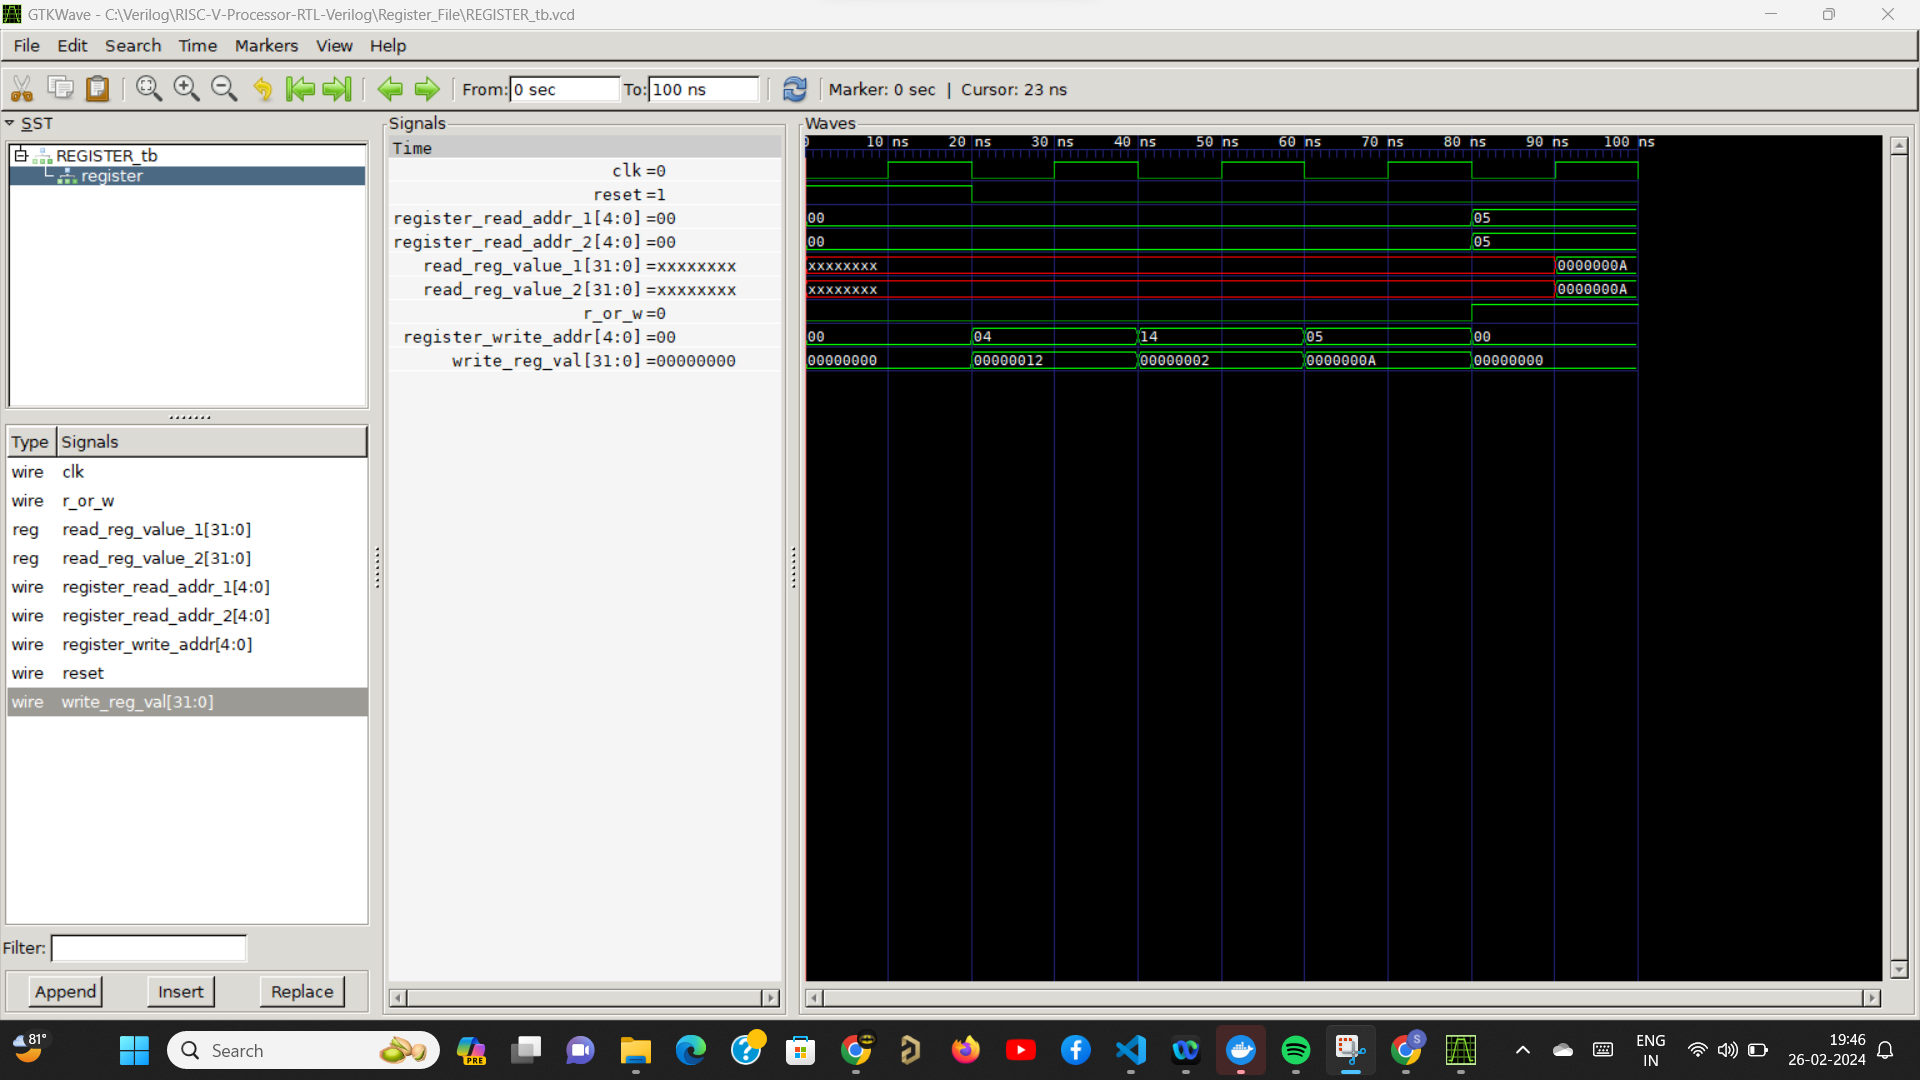 GTKWave - C:\Verilog\RISC-V-Processor-RTL-Verilog\Register_File\REGISTER_tb.vcd
File Edit Search Time Markers View Help
From: 0 sec To: 100 ns Marker: 0 sec | Cursor: 23 ns
SST
REGISTER_tb
register
Type Signals
wire clk
wire r_or_w
reg read_reg_value_1[31:0]
reg read_reg_value_2[31:0]
wire register_read_addr_1[4:0]
wire register_read_addr_2[4:0]
wire register_write_addr[4:0]
wire reset
wire write_reg_val[31:0]
Filter:
Append Insert Replace
Signals
Time
clk =0
reset =1
register_read_addr_1[4:0] =00
register_read_addr_2[4:0] =00
read_reg_value_1[31:0] =xxxxxxxx
read_reg_value_2[31:0] =xxxxxxxx
r_or_w =0
register_write_addr[4:0] =00
write_reg_val[31:0] =00000000
Waves
0 10 ns 20 ns 30 ns 40 ns 50 ns 60 ns 70 ns 80 ns 90 ns 100 ns
00 05
00 05
xxxxxxxx 0000000A
xxxxxxxx 0000000A
00 04 14 05 00
00000000 00000012 00000002 0000000A 00000000
81°
Search
PRE
S
ENG
IN
19:46
26-02-2024